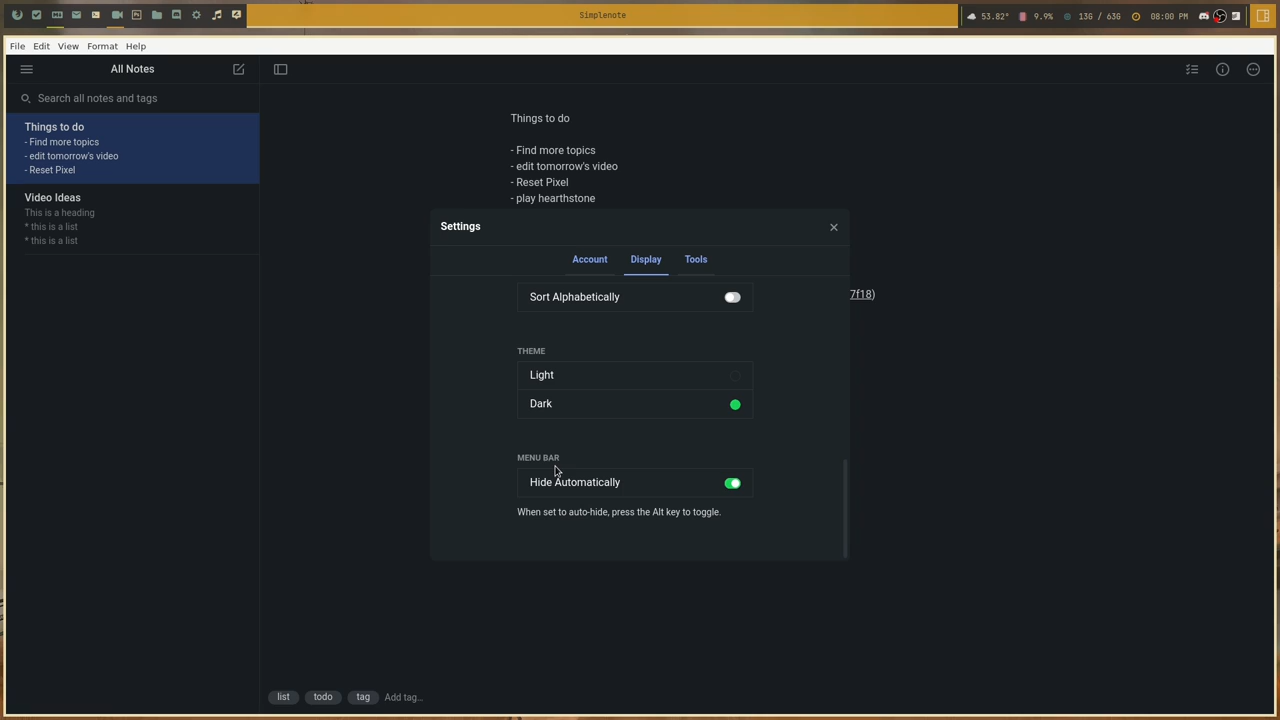 Simplenote
53.82°
9.9%
13G / 63G
08:00 PM
File Edit View Format Help
All Notes
Search all notes and tags
Things to do
- Find more topics
- edit tomorrow's video
- Reset Pixel
Video Ideas
This is a heading
* this is a list
* this is a list
Things to do
- Find more topics
- edit tomorrow's video
- Reset Pixel
- play hearthstone
7f18)
Settings
Account Display Tools
Sort Alphabetically
THEME
Light
Dark
MENU BAR
Hide Automatically
When set to auto-hide, press the Alt key to toggle.
list todo tag Add tag…